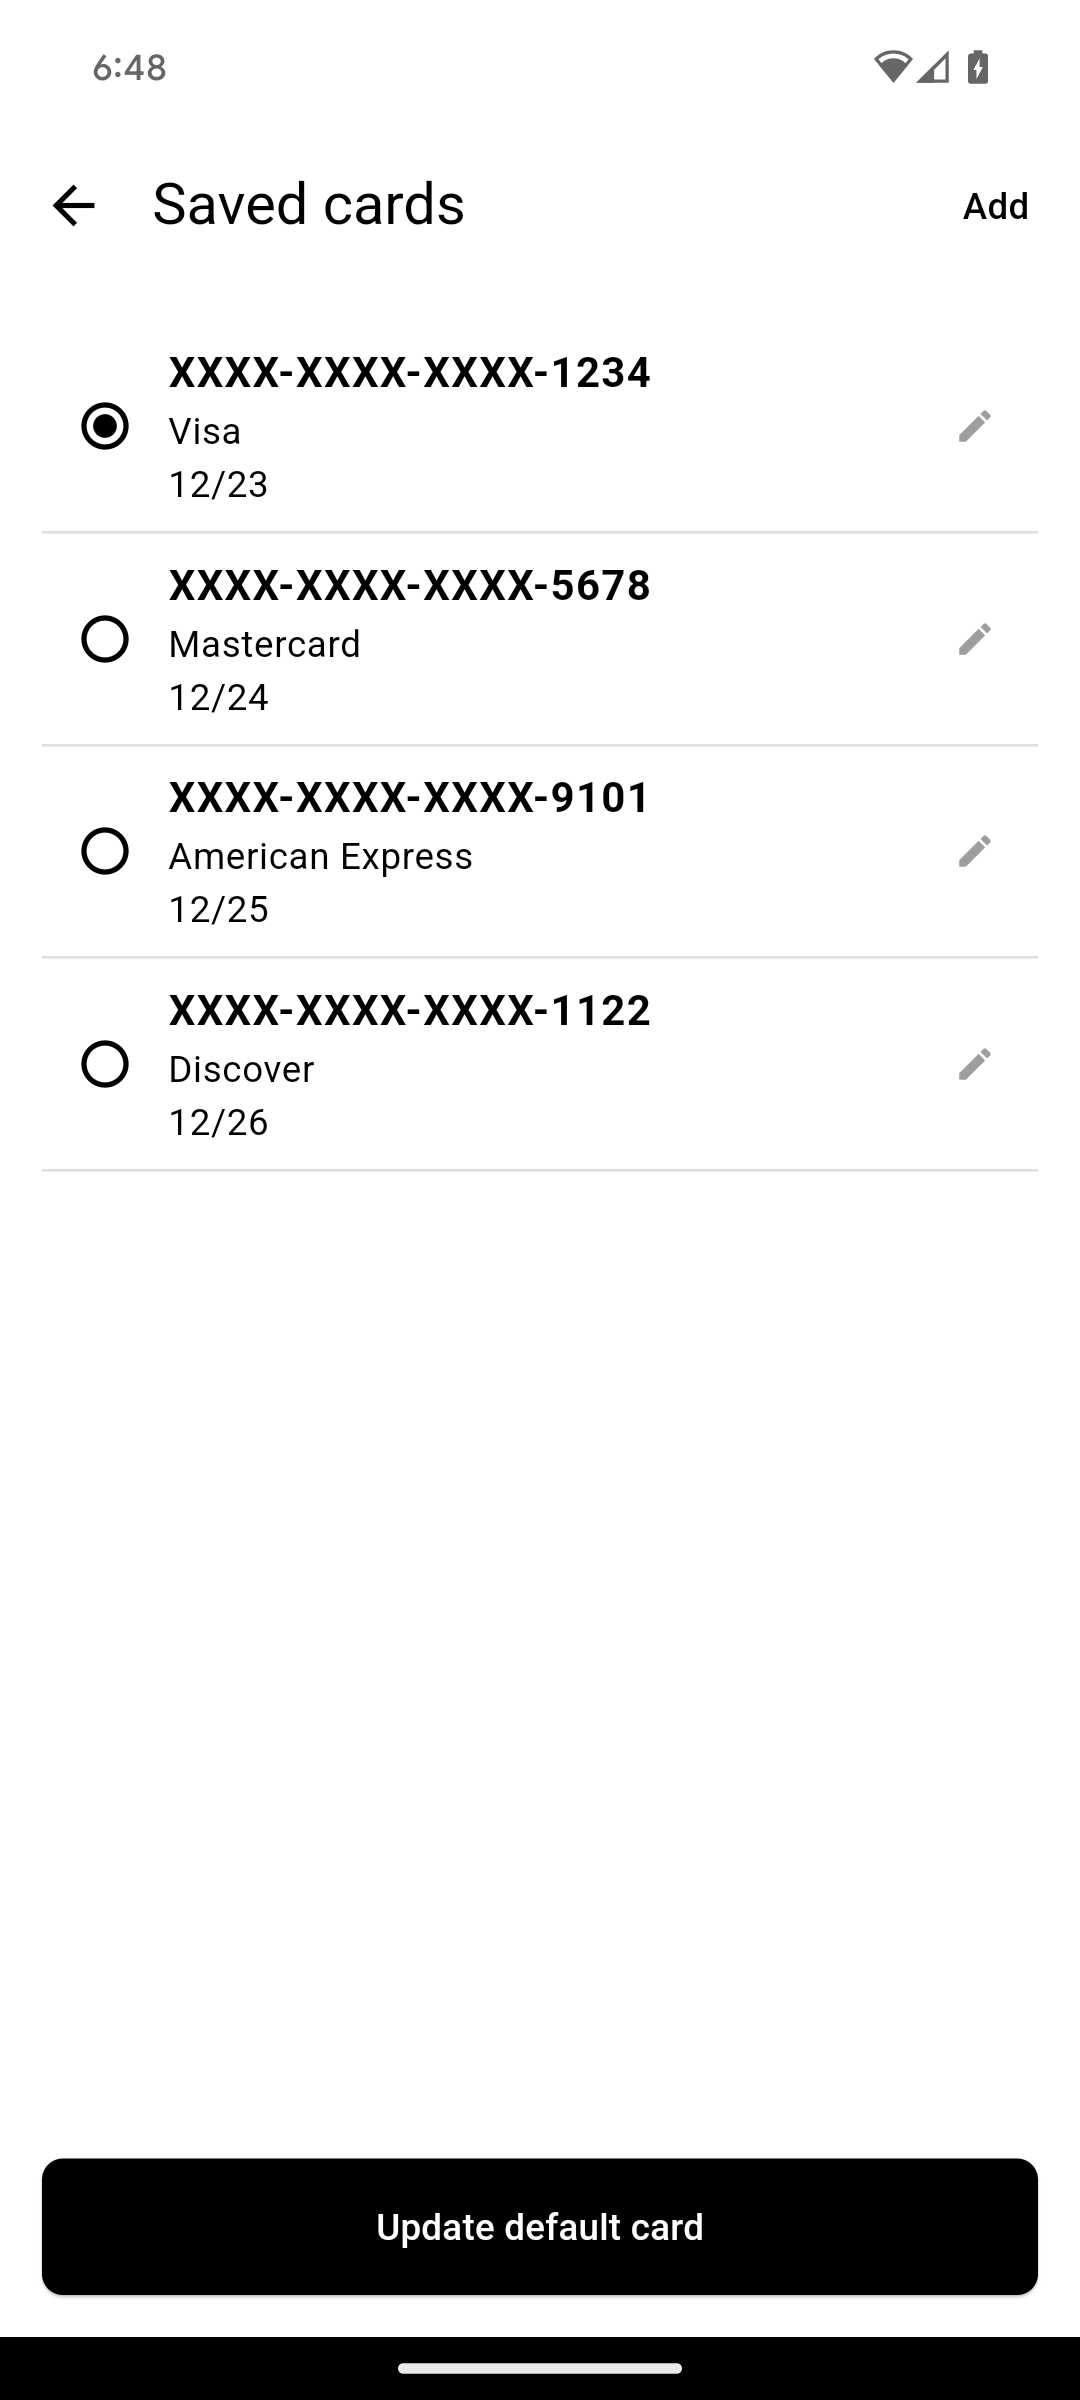 6:48
Saved cards
Add
XXXX-XXXX-XXXX-1234
Visa
12/23
XXXX-XXXX-XXXX-5678
Mastercard
12/24
XXXX-XXXX-XXXX-9101
American Express
12/25
XXXX-XXXX-XXXX-1122
Discover
12/26
Update default card